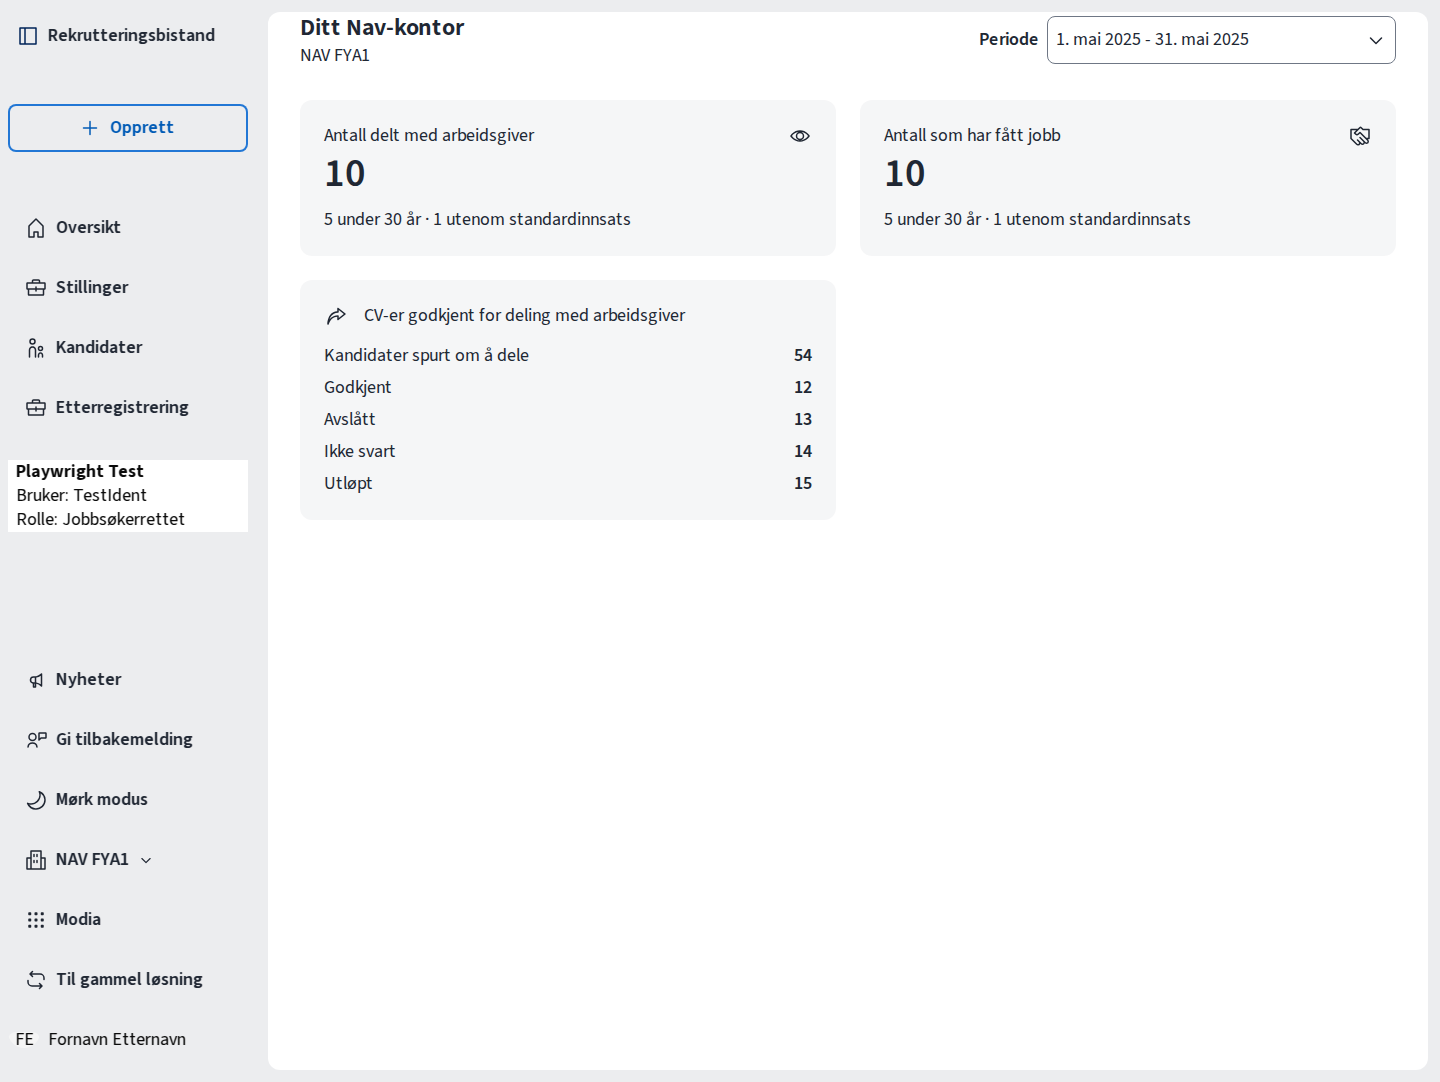 Rekrutteringsbistand
Opprett
Oversikt
Stillinger
Kandidater
Etterregistrering
Playwright Test
Bruker: TestIdent
Rolle: Jobbsøkerrettet
Nyheter
Gi tilbakemelding
Mørk modus
NAV FYA1
Modia
Til gammel løsning
FE Fornavn Etternavn
Ditt Nav-kontor
NAV FYA1
Periode 1. mai 2025 - 31. mai 2025
Antall delt med arbeidsgiver
10
5 under 30 år · 1 utenom standardinnsats
Antall som har fått jobb
10
5 under 30 år · 1 utenom standardinnsats
CV-er godkjent for deling med arbeidsgiver
Kandidater spurt om å dele 54
Godkjent 12
Avslått 13
Ikke svart 14
Utløpt 15